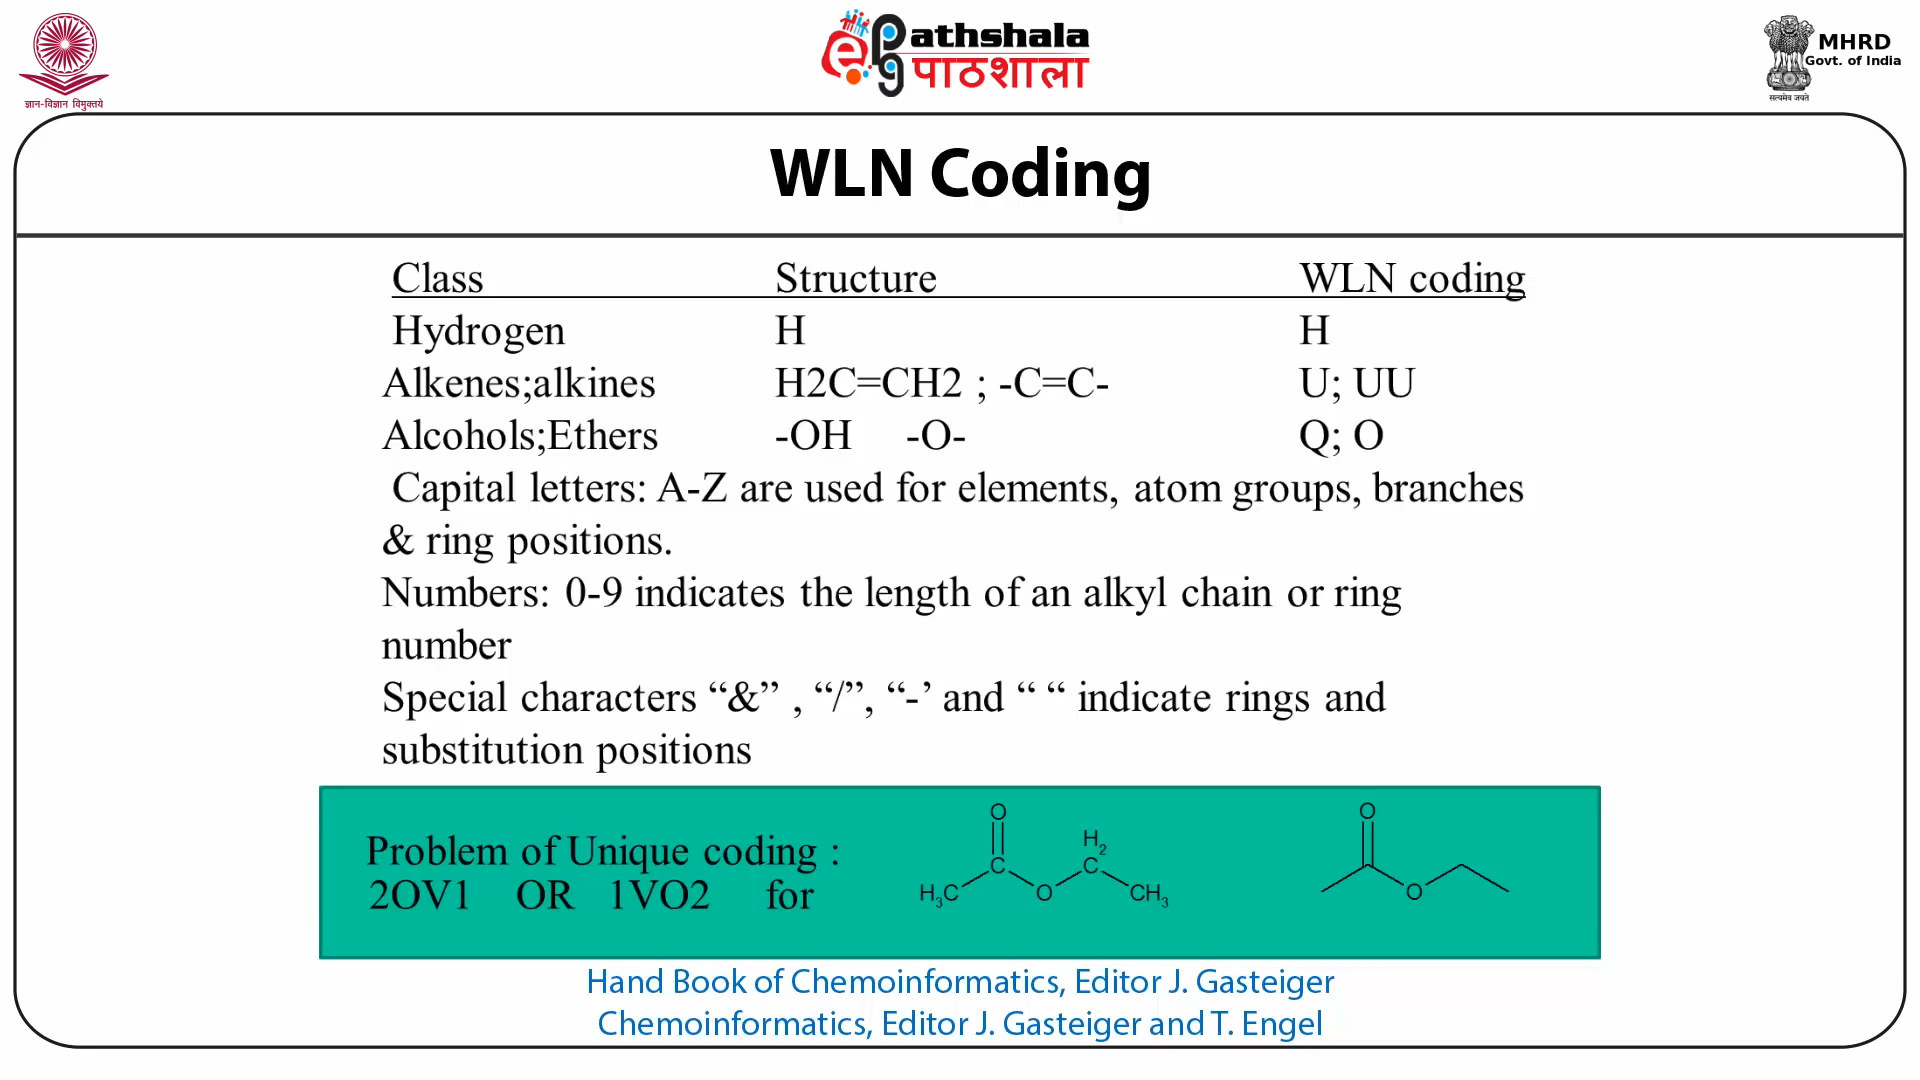 ज्ञान-विज्ञान विमुक्तये
e PG Pathshala
पाठशाला
MHRD
Govt. of India
सत्यमेव जयते
WLN Coding
Class Structure WLN coding
Hydrogen H H
Alkenes;alkines H2C=CH2 ; -C=C- U; UU
Alcohols;Ethers -OH -O- Q; O
Capital letters: A-Z are used for elements, atom groups, branches
& ring positions.
Numbers: 0-9 indicates the length of an alkyl chain or ring
number
Special characters “&” , “/”, “-’ and “ “ indicate rings and
substitution positions
Problem of Unique coding :
2OV1 OR 1VO2 for
O
H2
C C
H3C O CH3
O
O
Hand Book of Chemoinformatics, Editor J. Gasteiger
Chemoinformatics, Editor J. Gasteiger and T. Engel